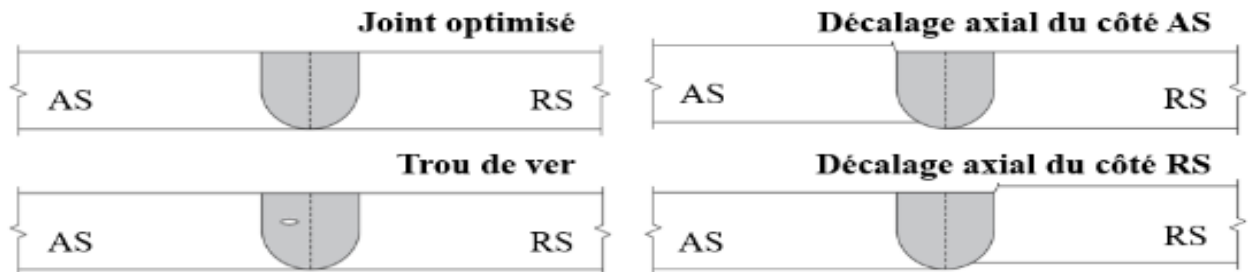 Joint optimisé
AS RS
Décalage axial du côté AS
AS RS
Trou de ver
AS RS
Décalage axial du côté RS
AS RS